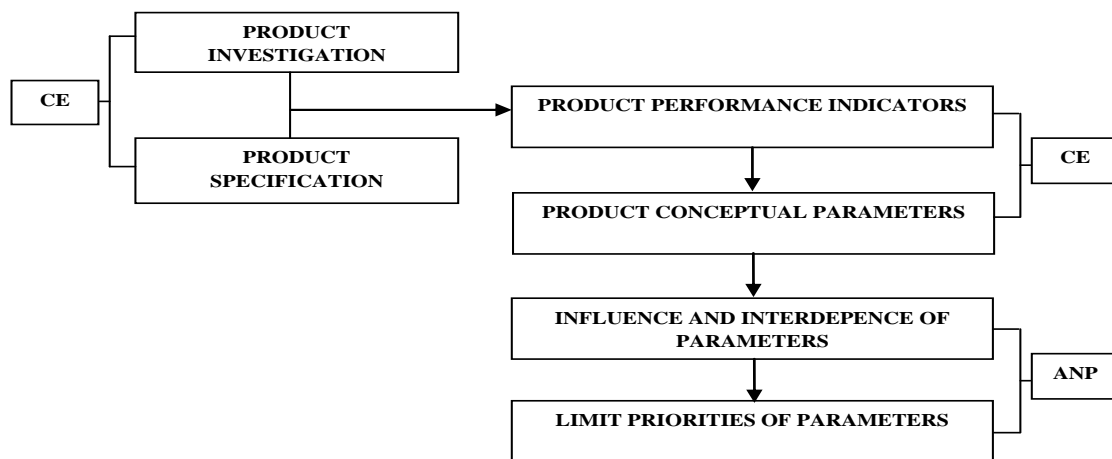 PRODUCT
INVESTIGATION
CE
PRODUCT
SPECIFICATION
PRODUCT PERFORMANCE INDICATORS
CE
PRODUCT CONCEPTUAL PARAMETERS
INFLUENCE AND INTERDEPENCE OF
PARAMETERS
ANP
LIMIT PRIORITIES OF PARAMETERS